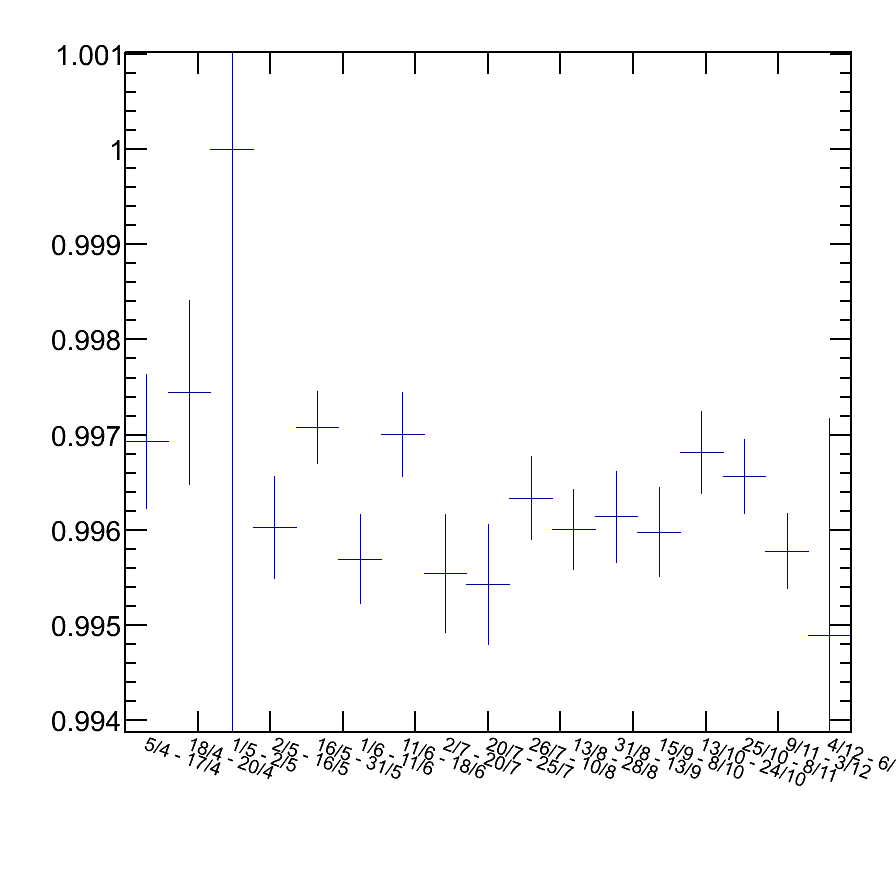 1.001
1
0.999
0.998
0.997
0.996
0.995
0.994
5/4 - 17/4
18/4 - 20/4
1/5 - 2/5
2/5 - 16/5
16/5 - 31/5
1/6 - 11/6
11/6 - 18/6
2/7 - 20/7
20/7 - 25/7
26/7 - 10/8
13/8 - 28/8
31/8 - 13/9
15/9 - 8/10
13/10 - 24/10
25/10 - 8/11
9/11 - 3/12
4/12 - 6/